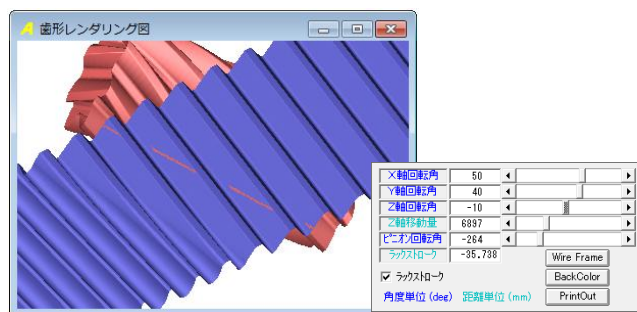 歯形レンダリング図
X軸回転角 50
Y軸回転角 40
Z軸回転角 -10
Z軸移動量 6897
ピニオン回転角 -264
ラックストローク -35.738
Wire Frame
ラックストローク
BackColor
角度単位 (deg) 距離単位 (mm)
PrintOut